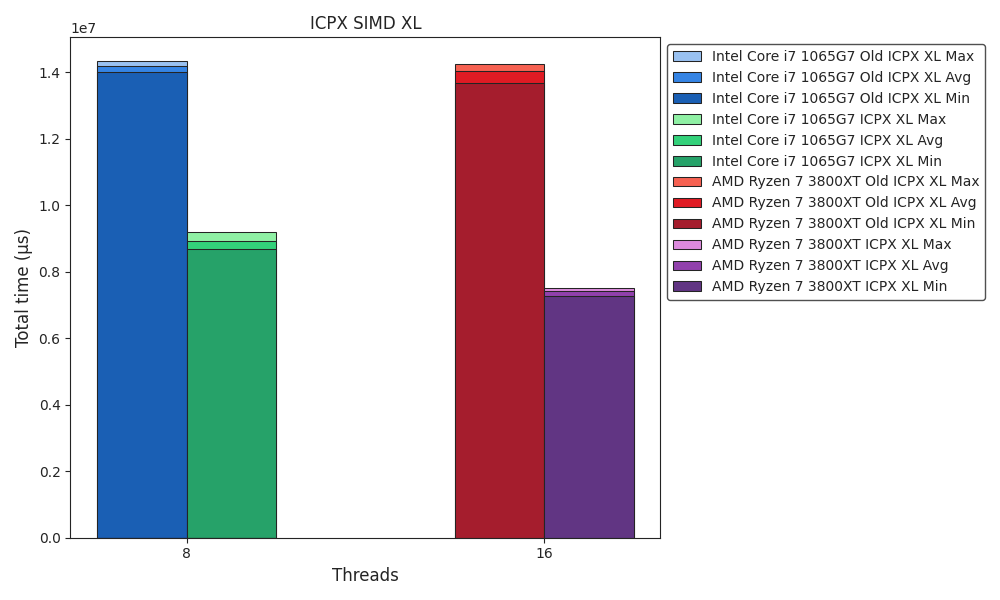 ICPX SIMD XL
1e7
1.4
1.2
1.0
0.8
0.6
0.4
0.2
0.0
Total time (µs)
8
16
Threads
Intel Core i7 1065G7 Old ICPX XL Max
Intel Core i7 1065G7 Old ICPX XL Avg
Intel Core i7 1065G7 Old ICPX XL Min
Intel Core i7 1065G7 ICPX XL Max
Intel Core i7 1065G7 ICPX XL Avg
Intel Core i7 1065G7 ICPX XL Min
AMD Ryzen 7 3800XT Old ICPX XL Max
AMD Ryzen 7 3800XT Old ICPX XL Avg
AMD Ryzen 7 3800XT Old ICPX XL Min
AMD Ryzen 7 3800XT ICPX XL Max
AMD Ryzen 7 3800XT ICPX XL Avg
AMD Ryzen 7 3800XT ICPX XL Min